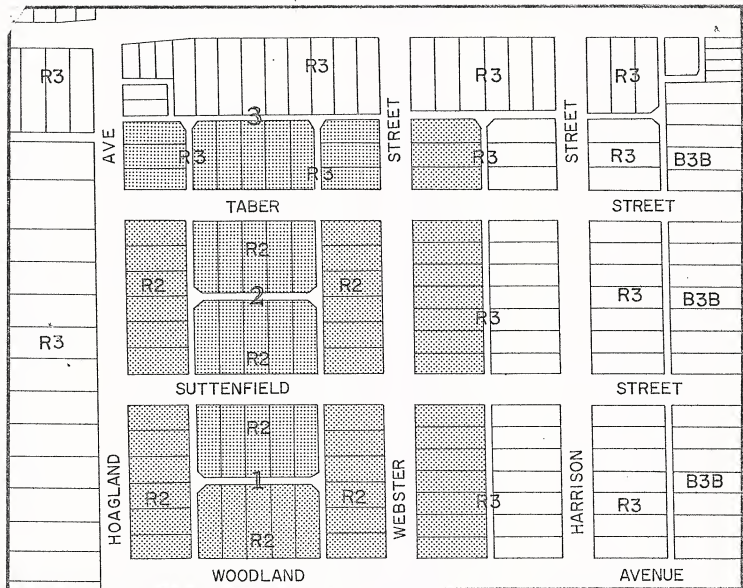 R3 R3 R3 R3
3
AVE STREET STREET
R3 R3 R3 R3 B3B
TABER STREET
R2
R2 2 R2 R3 B3B
R3
R3 R2
SUTTENFIELD STREET
R2
1 B3B
R2 R2 R3 R3
R2
HOAGLAND WEBSTER HARRISON
WOODLAND AVENUE